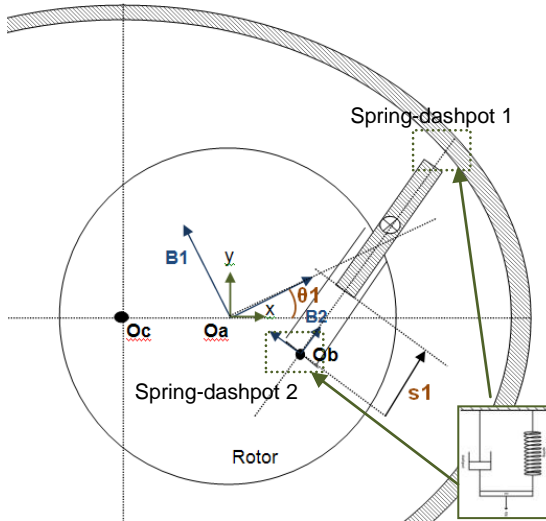 Spring-dashpot 1
B1
y
θ1
x
Oc
Oa
B2
Ob
Spring-dashpot 2
s1
Rotor